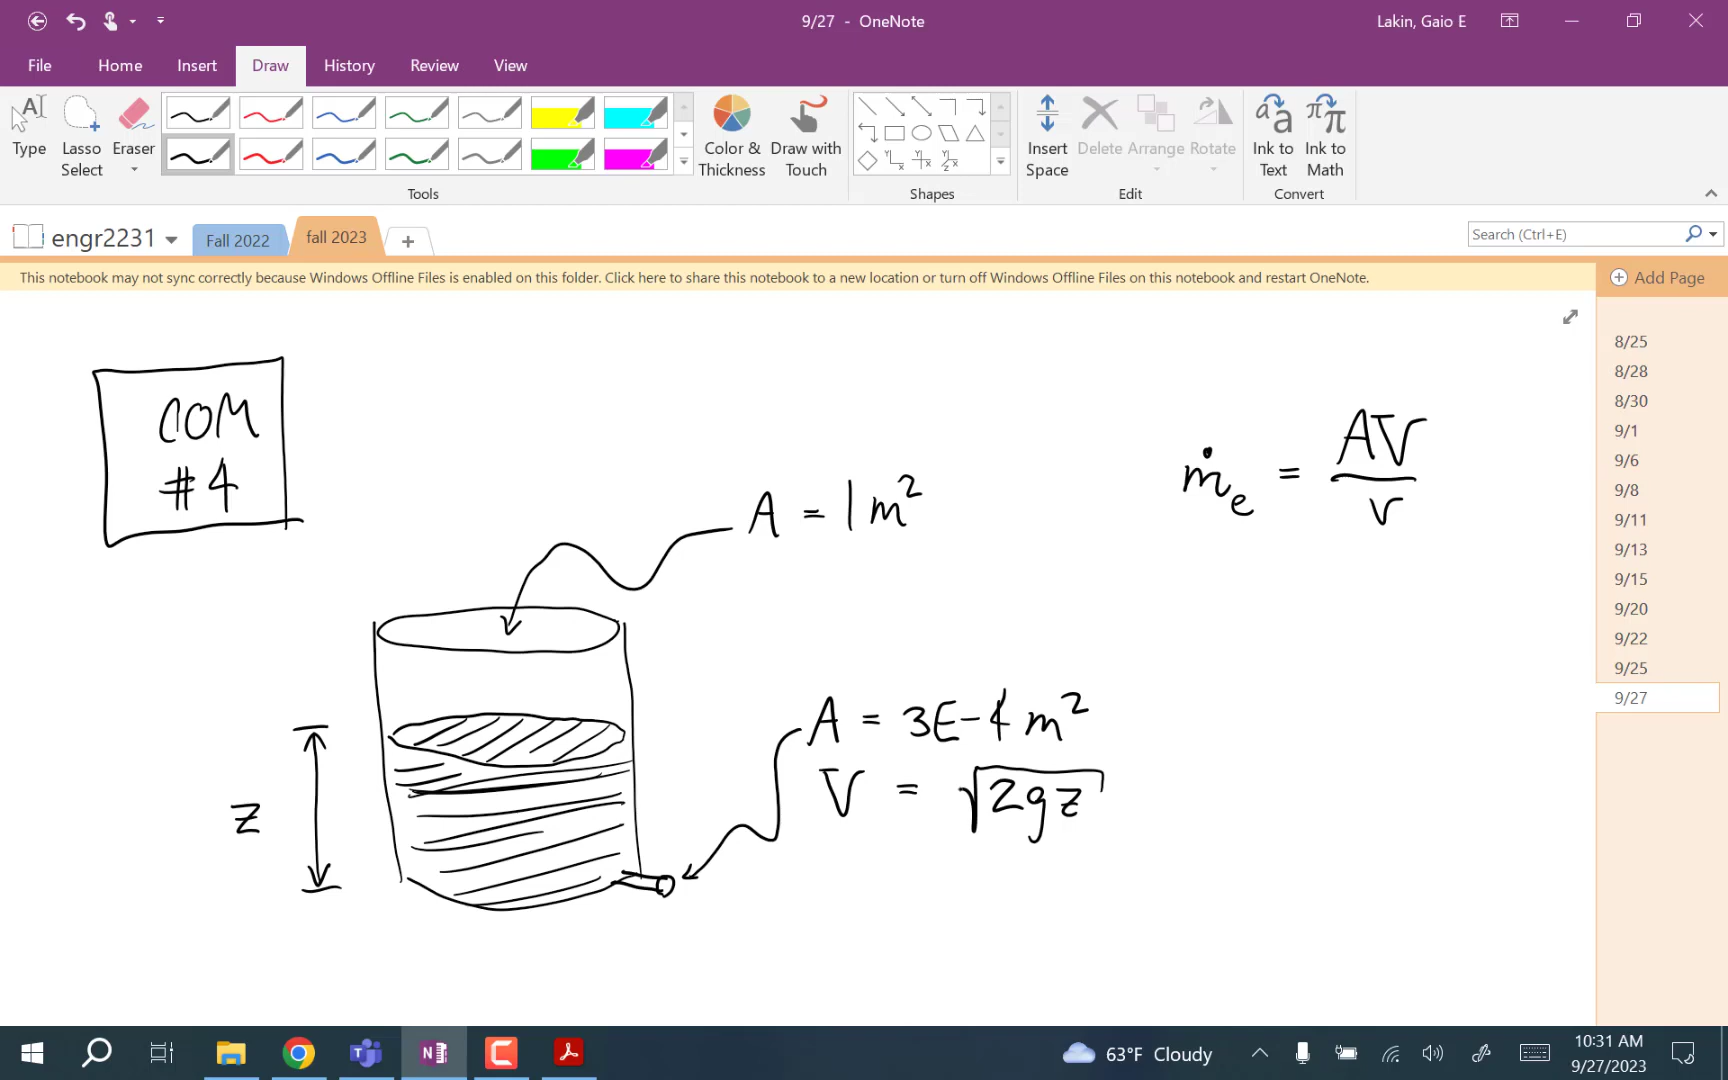 9/27 - OneNote
Lakin, Gaio E
File Home Insert Draw History Review View
Type
Lasso Select
Eraser
Color & Thickness
Draw with Touch
Insert Space
Delete Arrange Rotate
Ink to Text
Ink to Math
Tools
Shapes
Edit
Convert
engr2231
Fall 2022
fall 2023
Search (Ctrl+E)
This notebook may not sync correctly because Windows Offline Files is enabled on this folder. Click here to share this notebook to a new location or turn off Windows Offline Files on this notebook and restart OneNote.
Add Page
8/25
8/28
8/30
9/1
9/6
9/8
9/11
9/13
9/15
9/20
9/22
9/25
9/27
COM
#4
A = 1 m²
ṁe = AV/v
A = 3E-4 m²
V = √2gz
z
63°F Cloudy
10:31 AM
9/27/2023